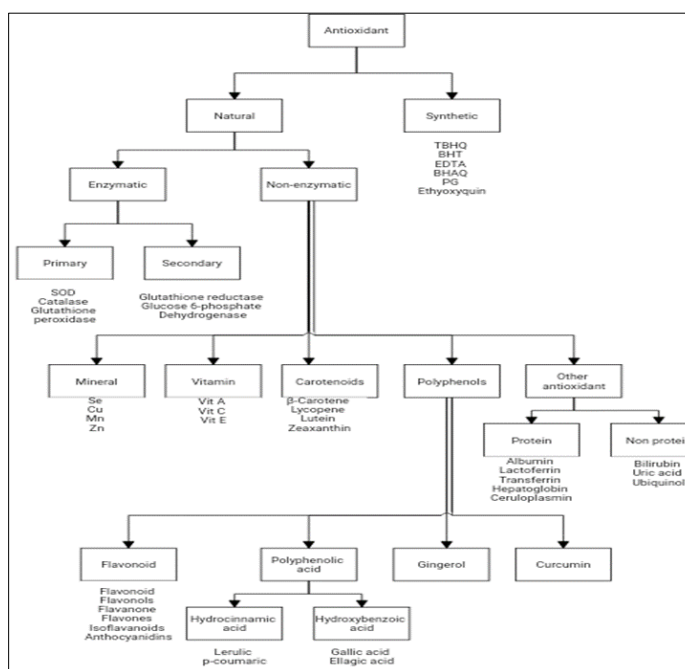 Antioxidant
Natural
Synthetic
TBHQ
BHT
EDTA
BHAQ
PG
Ethyoxyquin
Enzymatic
Non-enzymatic
Primary
Secondary
SOD
Catalase
Glutathione
peroxidase
Glutathione reductase
Glucose 6-phosphate
Dehydrogenase
Mineral
Vitamin
Carotenoids
Polyphenols
Other
antioxidant
Se
Cu
Mn
Zn
Vit A
Vit C
Vit E
β-Carotene
Lycopene
Lutein
Zeaxanthin
Protein
Non protein
Albumin
Lactoferrin
Transferrin
Hepatoglobin
Ceruloplasmin
Bilirubin
Uric acid
Ubiquinol
Flavonoid
Polyphenolic
acid
Gingerol
Curcumin
Flavonoid
Flavonols
Flavanone
Flavones
Isoflavanoids
Anthocyanidins
Hydrocinnamic
acid
Hydroxybenzoic
acid
Lerulic
p-coumaric
Gallic acid
Ellagic acid